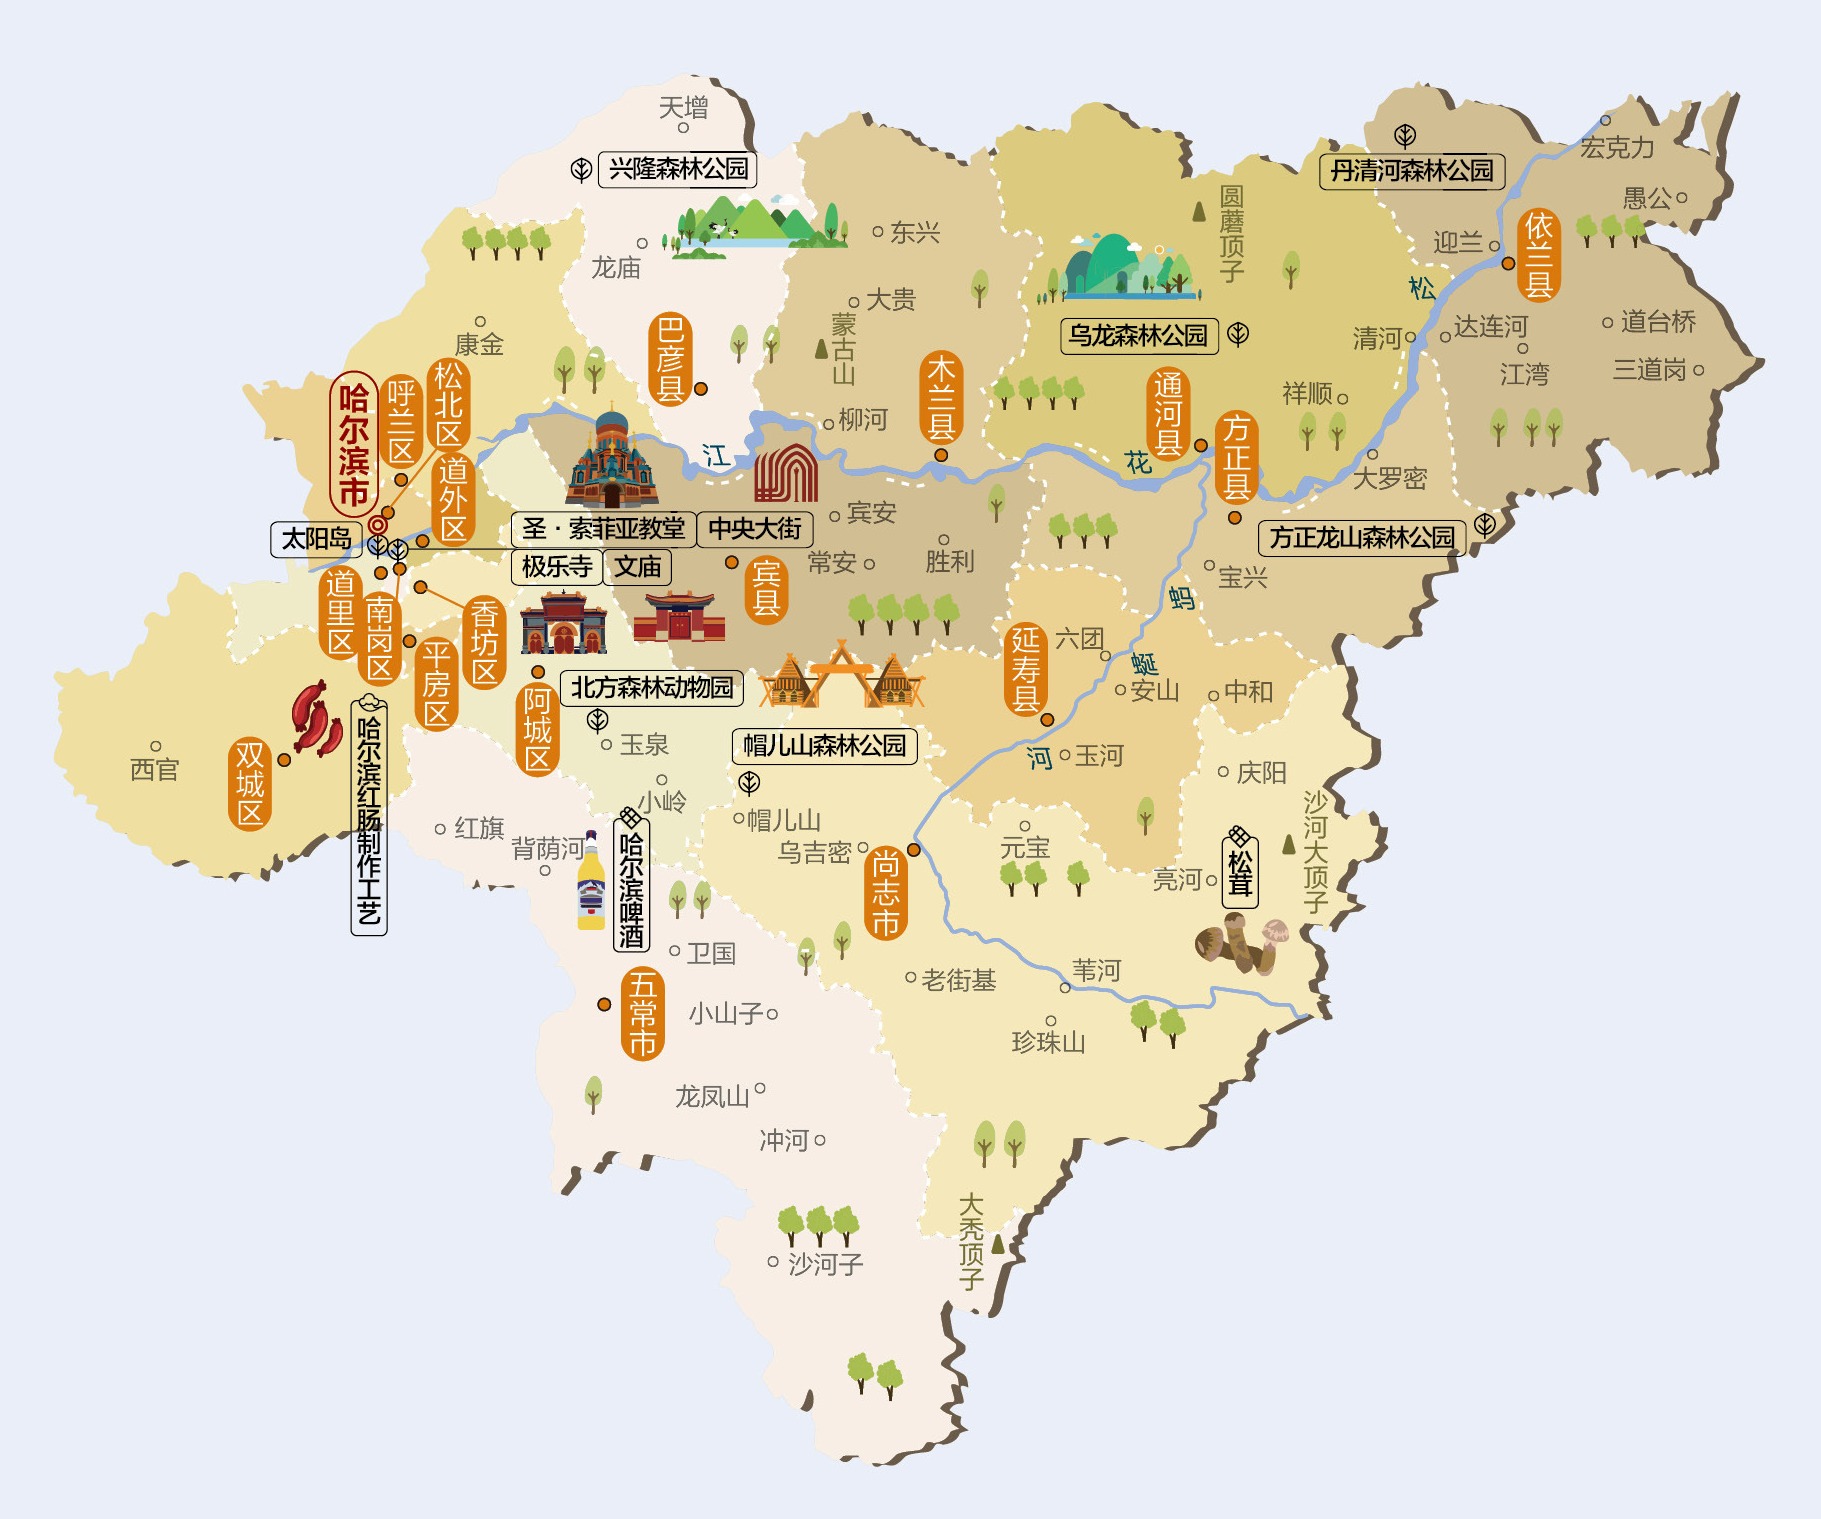 天增
兴隆森林公园
丹清河森林公园
宏克力
愚公
圆蘑顶子
东兴
迎兰
依兰县
龙庙
大贵
松
康金
巴彦县
蒙古山
乌龙森林公园
清河
达连河
道台桥
江湾
三道岗
木兰县
通河县
祥顺
方正县
哈尔滨市
呼兰区
松北区
道外区
柳河
江
花
大罗密
太阳岛
圣·索菲亚教堂
中央大街
极乐寺
文庙
宾安
常安
胜利
宾县
方正龙山森林公园
宝兴
蚂
道里区
南岗区
香坊区
平房区
阿城区
北方森林动物园
延寿县
六团
蜒
安山
中和
双城区
西官
哈尔滨红肠制作工艺
玉泉
小岭
帽儿山森林公园
河
玉河
庆阳
沙河大顶子
红旗
背荫河
哈尔滨啤酒
帽儿山
乌吉密
尚志市
元宝
亮河
松茸
卫国
老街基
苇河
五常市
小山子
珍珠山
龙凤山
冲河
大秃顶子
沙河子